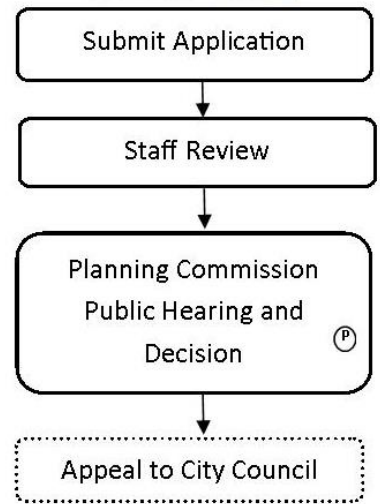 Submit Application
Staff Review
Planning Commission
Public Hearing and
Decision
P
Appeal to City Council